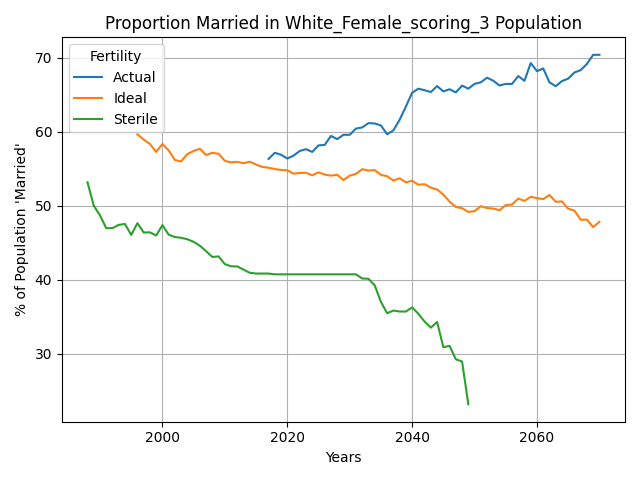 Proportion Married in White_Female_scoring_3 Population
Fertility
Actual
Ideal
Sterile
% of Population 'Married'
70
60
50
40
30
2000
2020
2040
2060
Years